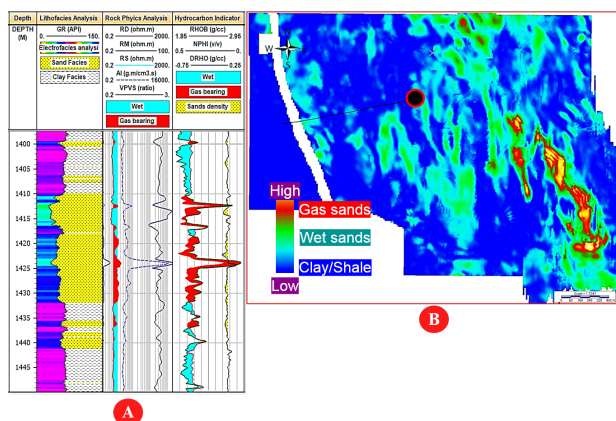 Depth Lithofacies Analysis Rock Phyics Analysis Hydrocarbon Indicator
DEPTH (M)
GR (API)
0. 150.
Electrofacies analysi
Sand Facies
Clay Facies
RD (ohm.m)
0.2 2000.
RM (ohm.m)
0.2 100.
RS (ohm.m)
0.2 2000.
AI (g.m/cm3.s)
0.2 16000.
VPVS (ratio)
0.2 3.
Wet
Gas bearing
RHOB (g/cc)
1.85 2.85
NPHI (v/v)
0.5 0.
DRHO (g/cc)
-0.75 0.25
Wet
Gas bearing
Sands density
1400
1405
1410
1415
1420
1425
1430
1435
1440
1445
A
W
S
High
Gas sands
Wet sands
Clay/Shale
Low
B